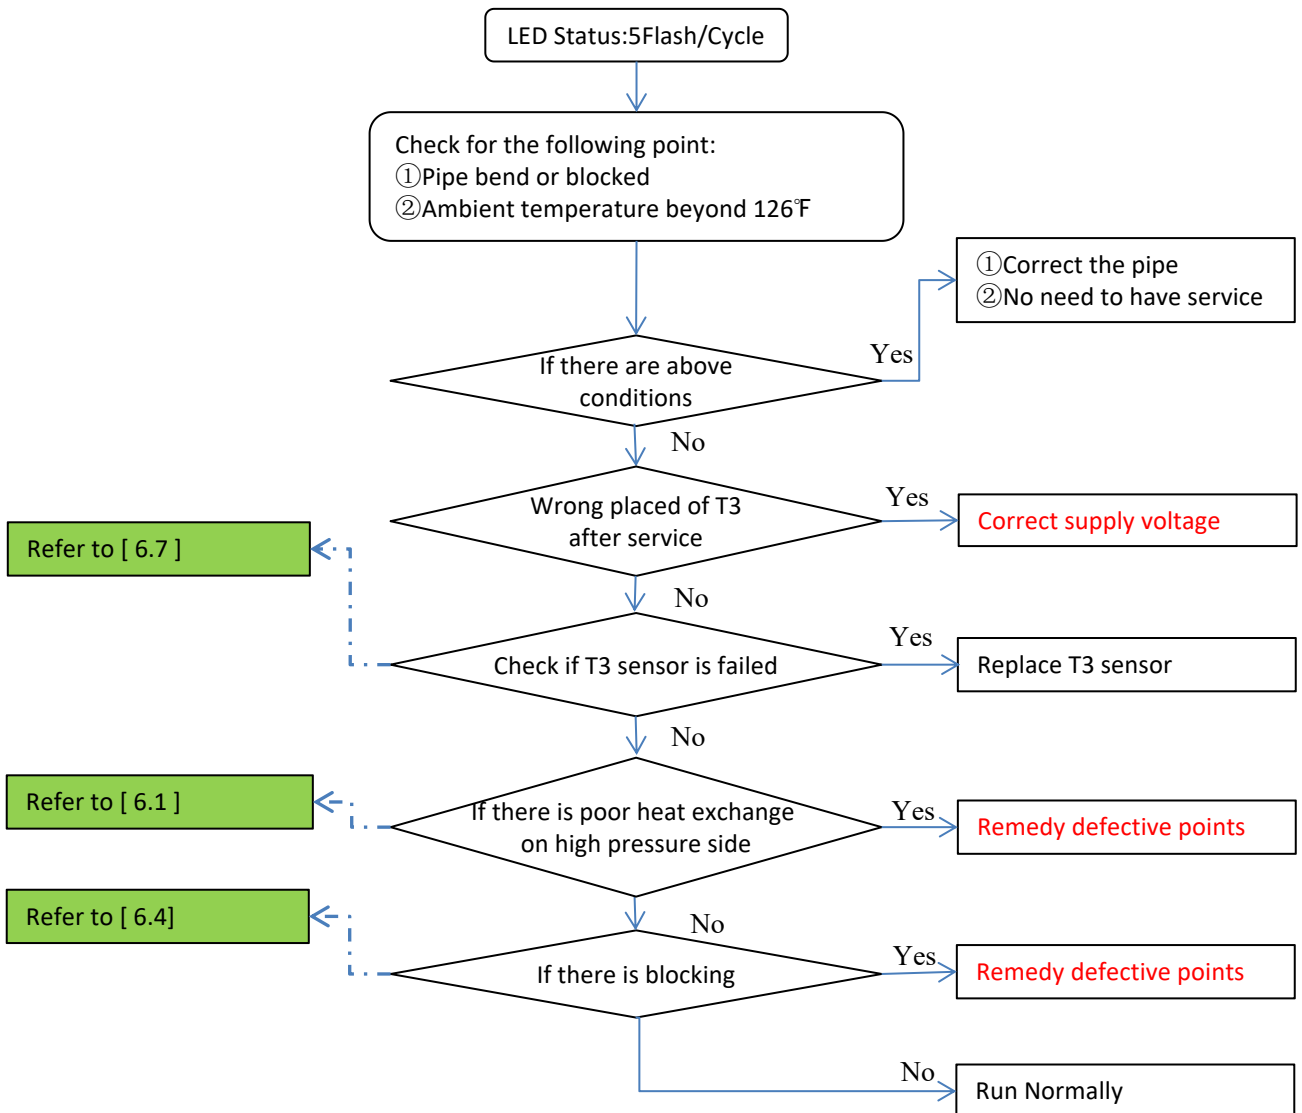 LED Status:5Flash/Cycle
Check for the following point:
①Pipe bend or blocked
②Ambient temperature beyond 126℉
①Correct the pipe
②No need to have service
Yes
If there are above
conditions
No
Wrong placed of T3
after service
Yes
Correct supply voltage
Refer to [ 6.7 ]
No
Check if T3 sensor is failed
Yes
Replace T3 sensor
No
Refer to [ 6.1 ]
If there is poor heat exchange
on high pressure side
Yes
Remedy defective points
Refer to [ 6.4]
No
If there is blocking
Yes
Remedy defective points
No
Run Normally